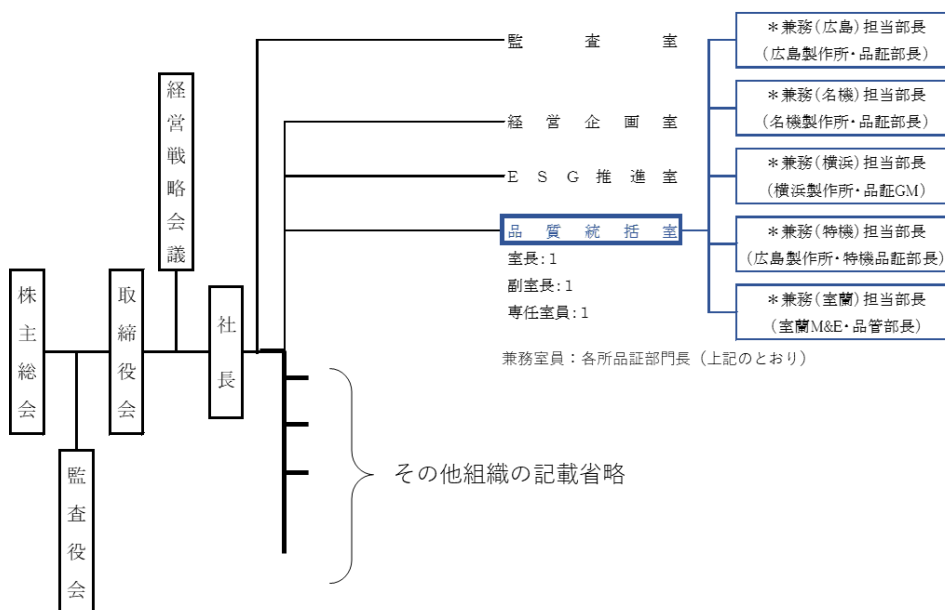 株主総会
監査役会
取締役会
経営戦略会議
社長
監査室
経営企画室
ESG推進室
品質統括室
室長:1
副室長:1
専任室員:1
兼務室員:各所品証部門長(上記のとおり)
*兼務(広島)担当部長
(広島製作所・品証部長)
*兼務(名機)担当部長
(名機製作所・品証部長)
*兼務(横浜)担当部長
(横浜製作所・品証GM)
*兼務(特機)担当部長
(広島製作所・特機品証部長)
*兼務(室蘭)担当部長
(室蘭M&E・品管部長)
その他組織の記載省略